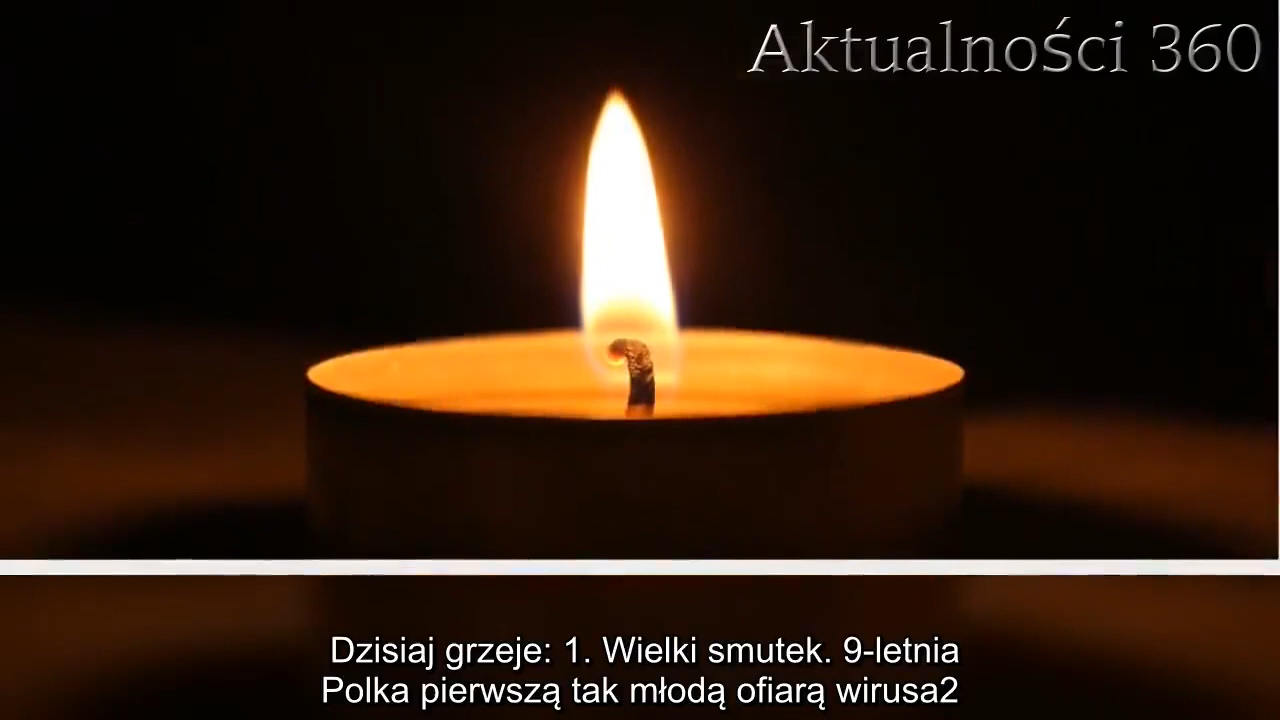 Aktualności 360
Dzisiaj grzeje: 1. Wielki smutek. 9-letnia
Polka pierwszą tak młodą ofiarą wirusa2